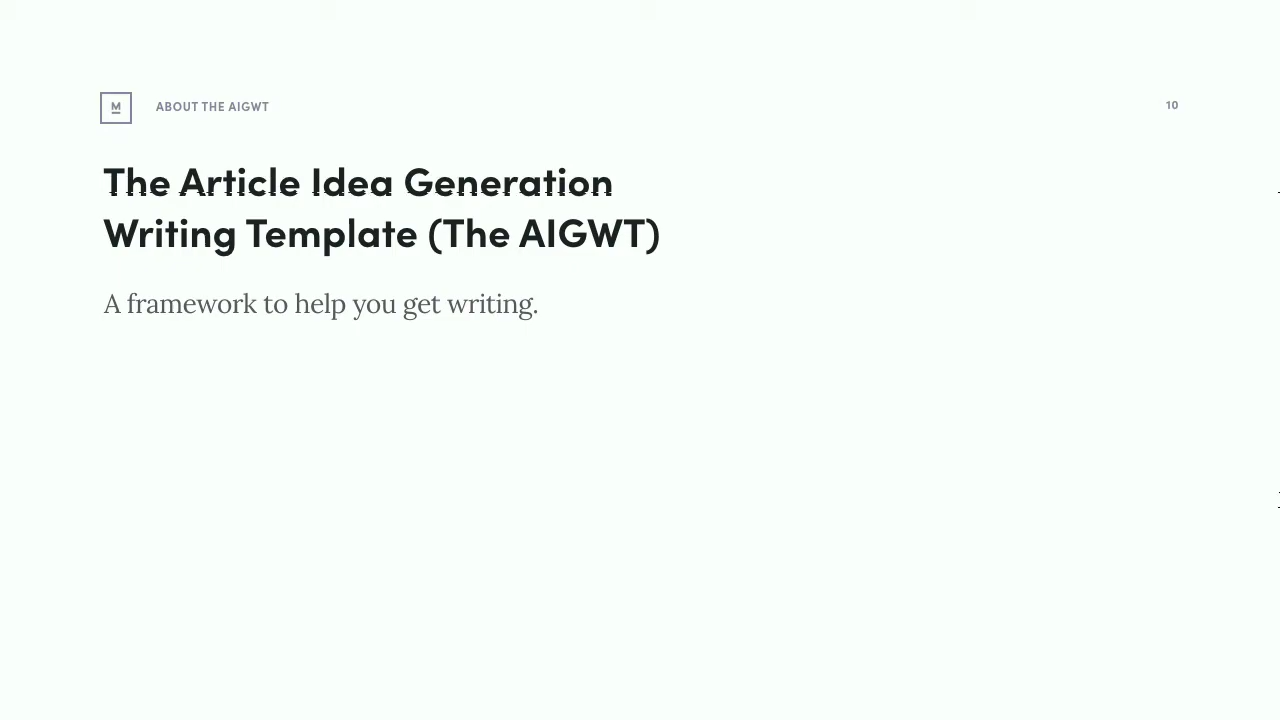 M
ABOUT THE AIGWT
10
The Article Idea Generation
Writing Template (The AIGWT)
A framework to help you get writing.